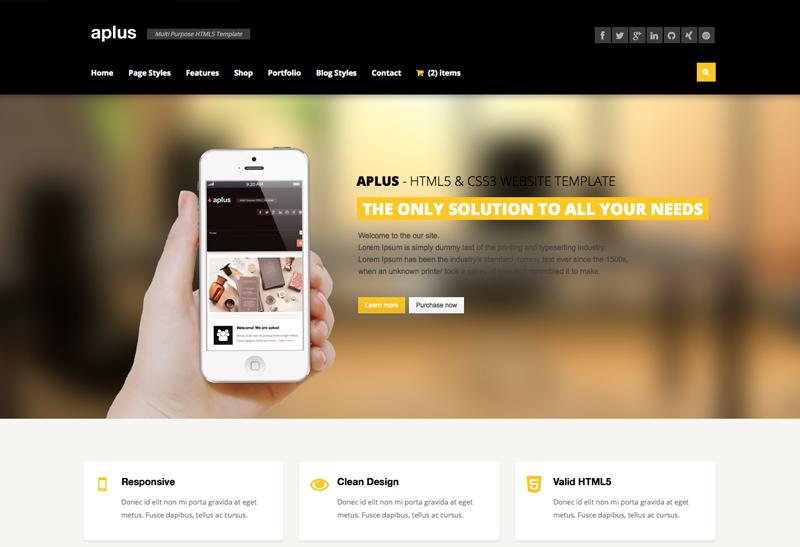 aplus
Multi Purpose HTML5 Template
Home Page Styles Features Shop Portfolio Blog Styles Contact (2) items
9:20 AM
aplus
Welcome! We are aplus!
APLUS - HTML5 & CSS3 WEBSITE TEMPLATE
THE ONLY SOLUTION TO ALL YOUR NEEDS
Welcome to the our site.
Lorem Ipsum is simply dummy text of the printing and typesetting industry.
Lorem Ipsum has been the industry's standard dummy text ever since the 1500s,
when an unknown printer took a galley of type and scrambled it to make.
Learn more Purchase now
Responsive
Donec id elit non mi porta gravida at eget
metus. Fusce dapibus, tellus ac cursus.
Clean Design
Donec id elit non mi porta gravida at eget
metus. Fusce dapibus, tellus ac cursus.
Valid HTML5
Donec id elit non mi porta gravida at eget
metus. Fusce dapibus, tellus ac cursus.